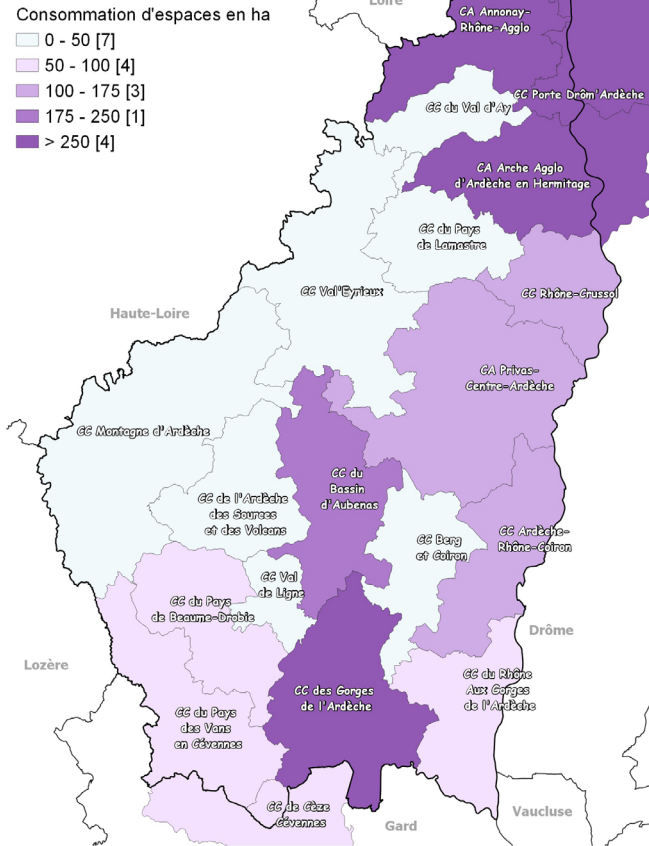 Loire
Consommation d'espaces en ha
0 - 50 [7]
50 - 100 [4]
100 - 175 [3]
175 - 250 [1]
> 250 [4]
CA Annonay-
Rhône-Agglo
CC Porte Drôm'Ardèche
CC du Val d'Ay
CA Arche Agglo
d'Ardèche en Hermitage
CC du Pays
de Lamastre
CC Val'Eyrieux
CC Rhône-Crussol
Haute-Loire
CA Privas-
Centre-Ardèche
CC Montagne d'Ardèche
CC du
Bassin
d'Aubenas
CC de l'Ardèche
des Sources
et des Volcans
CC Berg
et Coiron
CC Ardèche-
Rhône-Coiron
CC Val
de Ligne
CC du Pays
de Beaume-Drobie
Drôme
Lozère
CC des Gorges
de l'Ardèche
CC du Rhône
Aux Gorges
de l'Ardèche
CC du Pays
des Vans
en Cévennes
CC de Cèze
Cévennes
Gard
Vaucluse